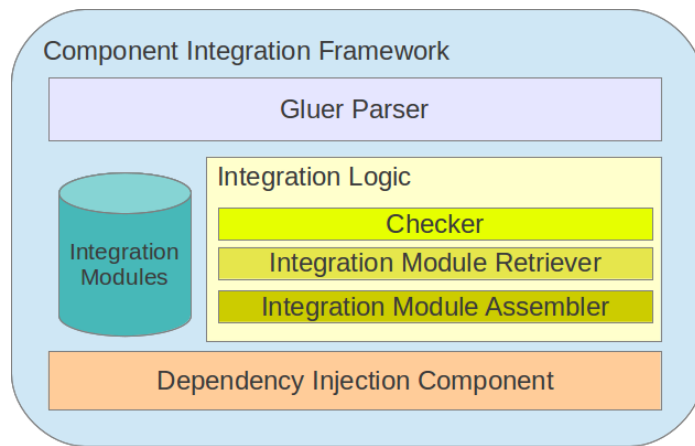 Component Integration Framework
Gluer Parser
Integration Logic
Checker
Integration Module Retriever
Integration Module Assembler
Integration
Modules
Dependency Injection Component